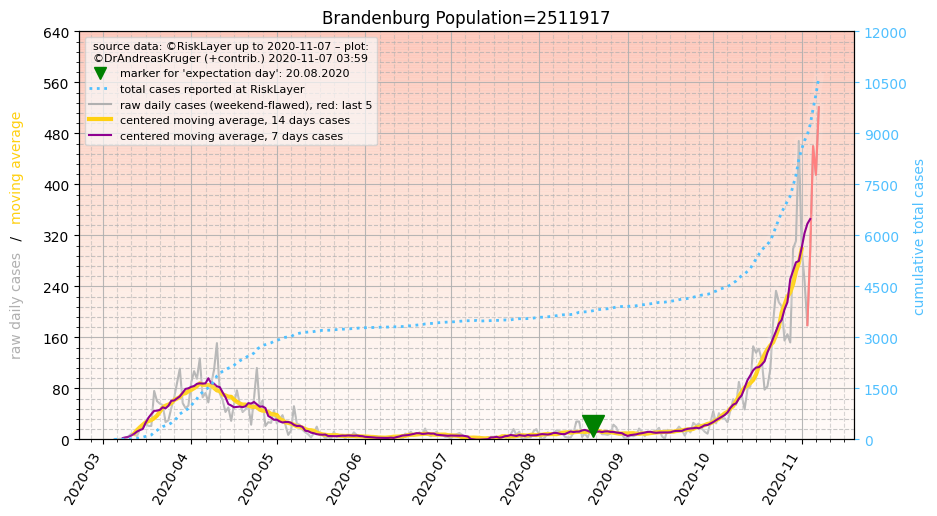 Brandenburg Population=2511917
source data: ©RiskLayer up to 2020-11-07 – plot:
©DrAndreasKruger (+contrib.) 2020-11-07 03:59
marker for 'expectation day': 20.08.2020
total cases reported at RiskLayer
raw daily cases (weekend-flawed), red: last 5
centered moving average, 14 days cases
centered moving average, 7 days cases
raw daily cases / moving average
640
560
480
400
320
240
160
80
0
12000
10500
9000
7500
6000
4500
3000
1500
0
cumulative total cases
2020-03
2020-04
2020-05
2020-06
2020-07
2020-08
2020-09
2020-10
2020-11